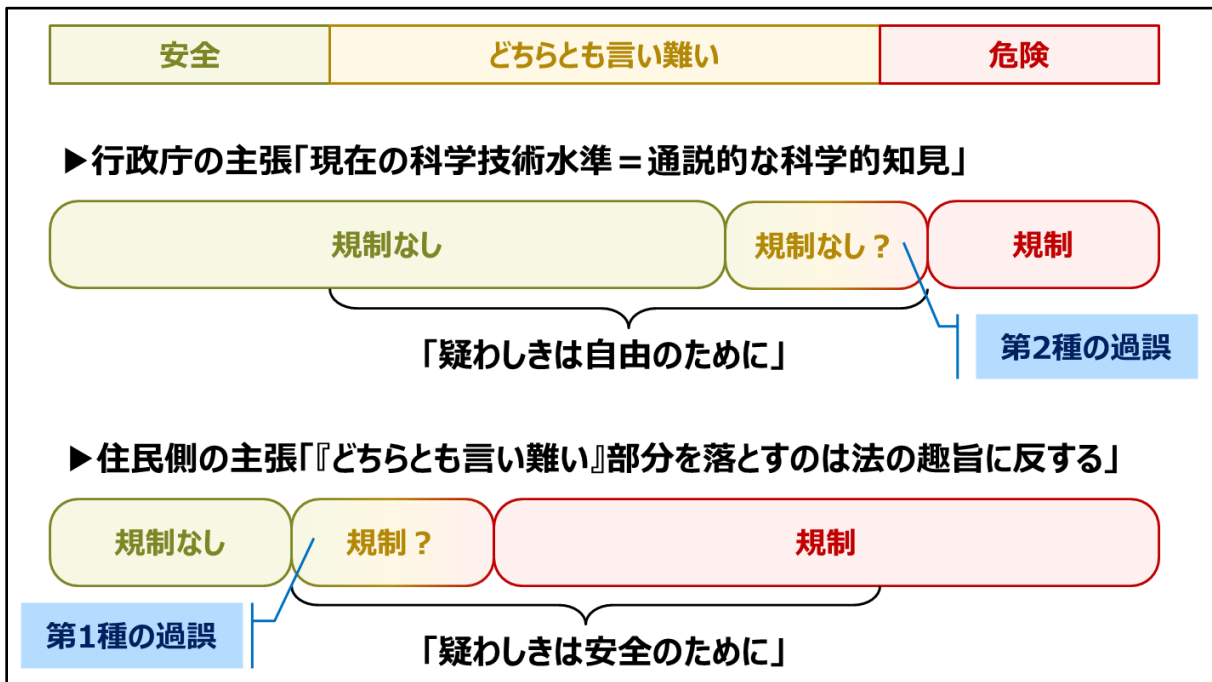 安全 どちらとも言い難い 危険
▶行政庁の主張「現在の科学技術水準＝通説的な科学的知見」
規制なし 規制なし？ 規制
「疑わしきは自由のために」
第2種の過誤
▶住民側の主張「『どちらとも言い難い』部分を落とすのは法の趣旨に反する」
規制なし 規制？ 規制
第1種の過誤
「疑わしきは安全のために」